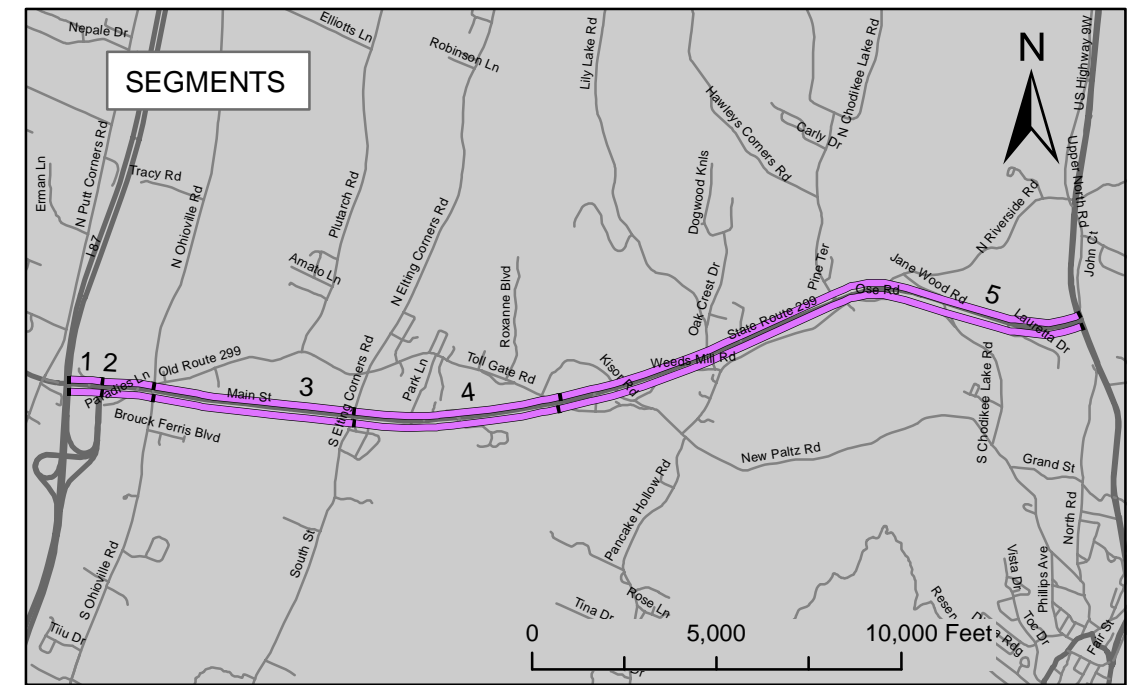 SEGMENTS
N
Nepale Dr
Elliotts Ln
Robinson Ln
Lily Lake Rd
Hawleys Corners Rd
Carly Dr
N Chodikee Lake Rd
US Highway 9W
Upper North Rd
John Ct
N Riverside Rd
Erman Ln
N Putt Corners Rd
I 87
Tracy Rd
N Ohioville Rd
Plutarch Rd
Amato Ln
N Elting Corners Rd
Roxanne Blvd
Dogwood Knls
Oak Crest Dr
Pine Ter
Jane Wood Rd
Ose Rd
State Route 299
5
Lauretta Dr
1 2
Paradies Ln
Old Route 299
Main St
3
S Elting Corners Rd
Park Ln
4
Toll Gate Rd
Kisor Rd
Weeds Mill Rd
Brouck Ferris Blvd
S Chodikee Lake Rd
New Paltz Rd
Grand St
North Rd
Pancake Hollow Rd
South St
S Ohioville Rd
Tiiu Dr
Tina Dr
Rose Ln
Vista Dr
Phillips Ave
Toc Dr
Fair St
Rdg
Dr
0 5,000 10,000 Feet